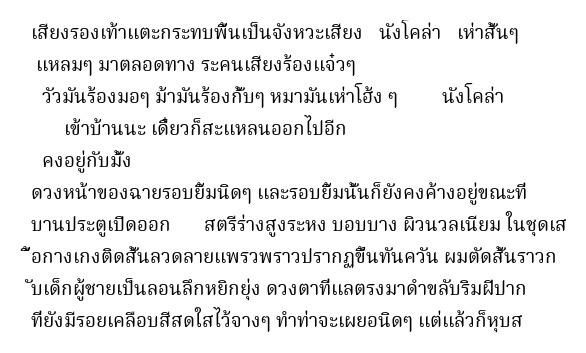 เสียงรองเท้าแตะกระทบพื้นเป็นจังหวะเสียง นังโคล่า เห่าสั้นๆ
แหลมๆ มาตลอดทาง ระคนเสียงร้องแจ๋วๆ
วัวมันร้องมอๆ ม้ามันร้องกั้บๆ หมามันเห่าโฮ้ง ๆ นังโคล่า
เข้าบ้านนะ เดี๋ยวก็สะแหลนออกไปอีก
คงอยู่กับมั้ง
ดวงหน้าของฉายรอยยิ้มนิดๆ และรอยยิ้มนั้นก็ยังคงค้างอยู่ขณะที่
บานประตูเปิดออก สตรีร่างสูงระหง บอบบาง ผิวนวลเนียม ในชุดเส
ื้อกางเกงติดสั้นลวดลายแพรวพราวปรากฏขึ้นทันควัน ผมตัดสั้นราวก
ับเด็กผู้ชายเป็นลอนลึกหยิกยุ่ง ดวงตาที่แลตรงมาดำขลับริมฝีปาก
ที่ยังมีรอยเคลือบสีสดใสไว้จางๆ ทำท่าจะเผยอนิดๆ แต่แล้วก็หุบส